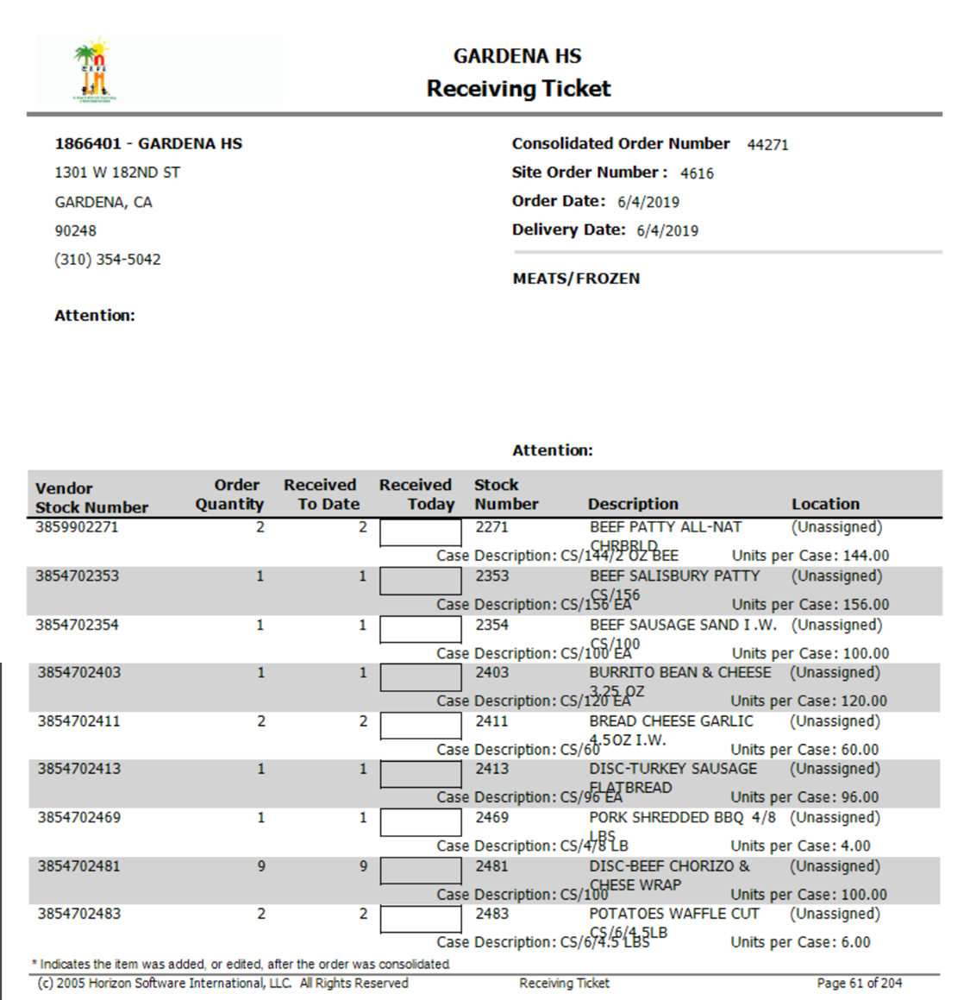 GARDENA HS
Receiving Ticket
1866401 - GARDENA HS
1301 W 182ND ST
GARDENA, CA
90248
(310) 354-5042
Attention:
Consolidated Order Number 44271
Site Order Number : 4616
Order Date: 6/4/2019
Delivery Date: 6/4/2019
MEATS/FROZEN
Attention:
Vendor Stock Number Order Quantity Received To Date Received Today Stock Number Description Location
3859902271 2 2 2271 BEEF PATTY ALL-NAT (Unassigned)
CHRBRLD
Case Description: CS/144/2 OZ BEE Units per Case: 144.00
3854702353 1 1 2353 BEEF SALISBURY PATTY (Unassigned)
CS/156
Case Description: CS/156 EA Units per Case: 156.00
3854702354 1 1 2354 BEEF SAUSAGE SAND I .W. (Unassigned)
CS/100
Case Description: CS/100 EA Units per Case: 100.00
3854702403 1 1 2403 BURRITO BEAN & CHEESE (Unassigned)
3.25 OZ
Case Description: CS/120 EA Units per Case: 120.00
3854702411 2 2 2411 BREAD CHEESE GARLIC (Unassigned)
4.5OZ I.W.
Case Description: CS/60 Units per Case: 60.00
3854702413 1 1 2413 DISC-TURKEY SAUSAGE (Unassigned)
FLATBREAD
Case Description: CS/96 EA Units per Case: 96.00
3854702469 1 1 2469 PORK SHREDDED BBQ 4/8 (Unassigned)
LBS
Case Description: CS/4/8 LB Units per Case: 4.00
3854702481 9 9 2481 DISC-BEEF CHORIZO & (Unassigned)
CHESE WRAP
Case Description: CS/100 Units per Case: 100.00
3854702483 2 2 2483 POTATOES WAFFLE CUT (Unassigned)
CS/6/4.5LB
Case Description: CS/6/4.5 LBS Units per Case: 6.00
* Indicates the item was added, or edited, after the order was consolidated.
(c) 2005 Horizon Software International, LLC. All Rights Reserved Receiving Ticket Page 61 of 204